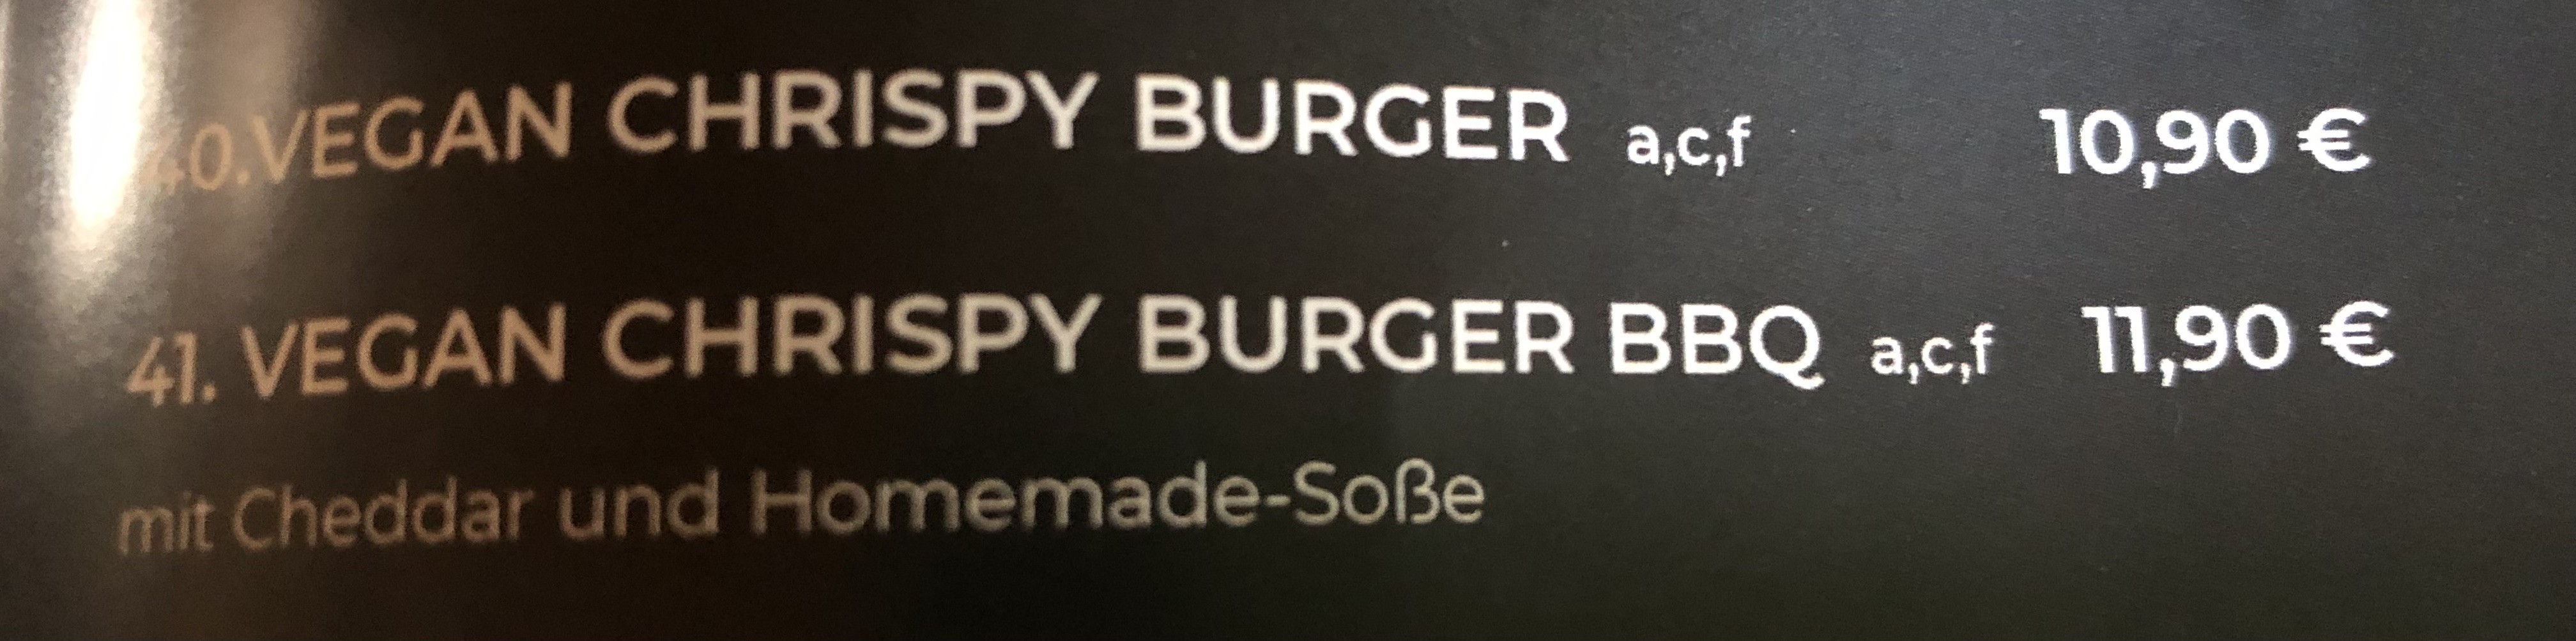 40.VEGAN CHRISPY BURGER a,c,f 10,90 €
41. VEGAN CHRISPY BURGER BBQ a,c,f 11,90 €
mit Cheddar und Homemade-Soße